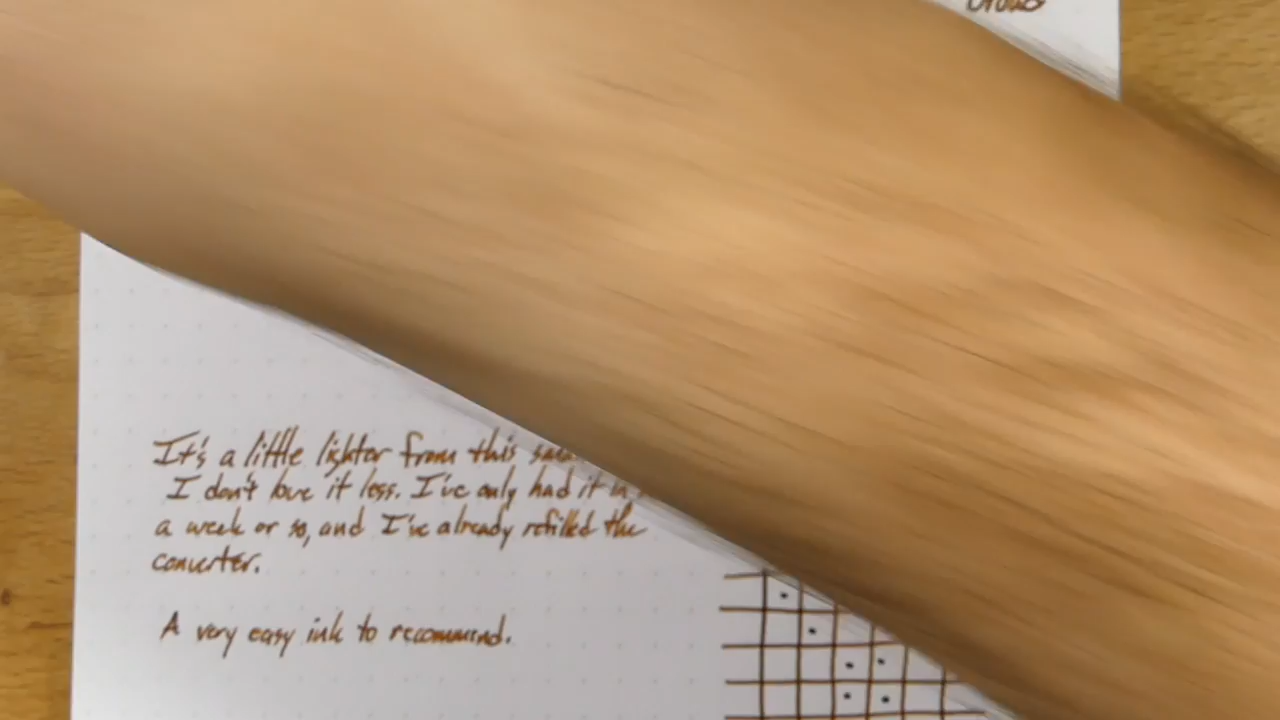 It's a little lighter from this
I don't love it less. I've only had it in
a week or so, and I've already refilled the
converter.
A very easy ink to recommend.